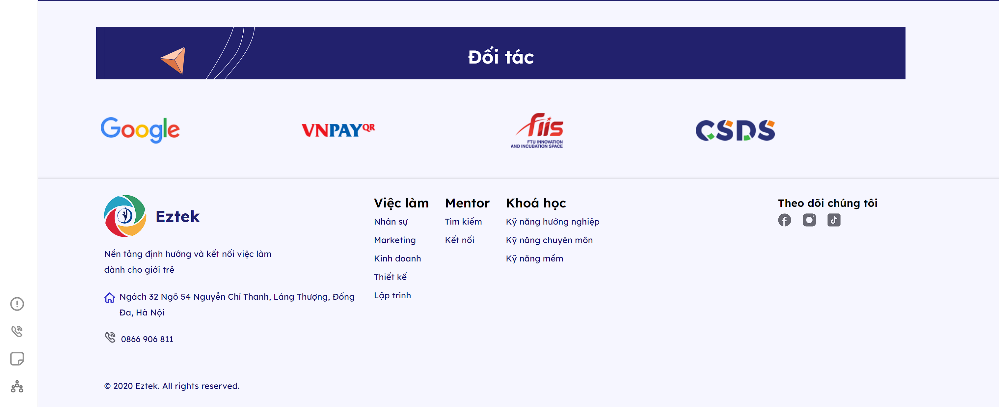 Đối tác
Google
VNPAYQR
fiis
FTU INNOVATION
AND INCUBATION SPACE
CSDS
Eztek
Nền tảng định hướng và kết nối việc làm
dành cho giới trẻ
Ngách 32 Ngõ 54 Nguyễn Chí Thanh, Láng Thượng, Đống
Đa, Hà Nội
0866 906 811
Việc làm
Nhân sự
Marketing
Kinh doanh
Thiết kế
Lập trình
Mentor
Tìm kiếm
Kết nối
Khoá học
Kỹ năng hướng nghiệp
Kỹ năng chuyên môn
Kỹ năng mềm
Theo dõi chúng tôi
© 2020 Eztek. All rights reserved.